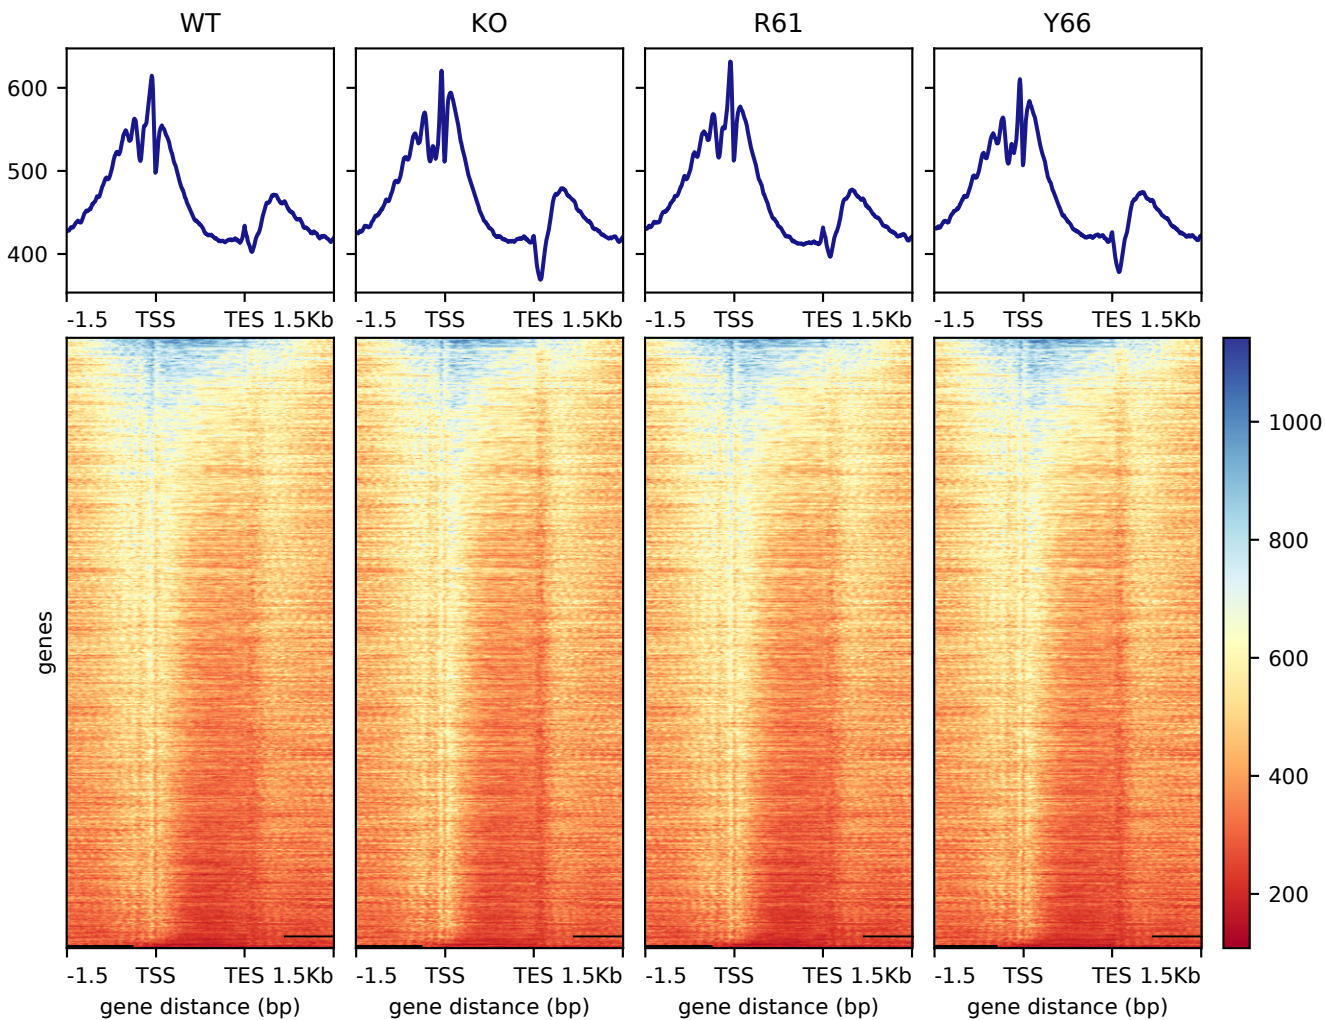 WT KO R61 Y66
600
500
400
-1.5 TSS TES 1.5Kb -1.5 TSS TES 1.5Kb -1.5 TSS TES 1.5Kb -1.5 TSS TES 1.5Kb
1000
800
600
400
200
genes
-1.5 TSS TES 1.5Kb -1.5 TSS TES 1.5Kb -1.5 TSS TES 1.5Kb -1.5 TSS TES 1.5Kb
gene distance (bp) gene distance (bp) gene distance (bp) gene distance (bp)